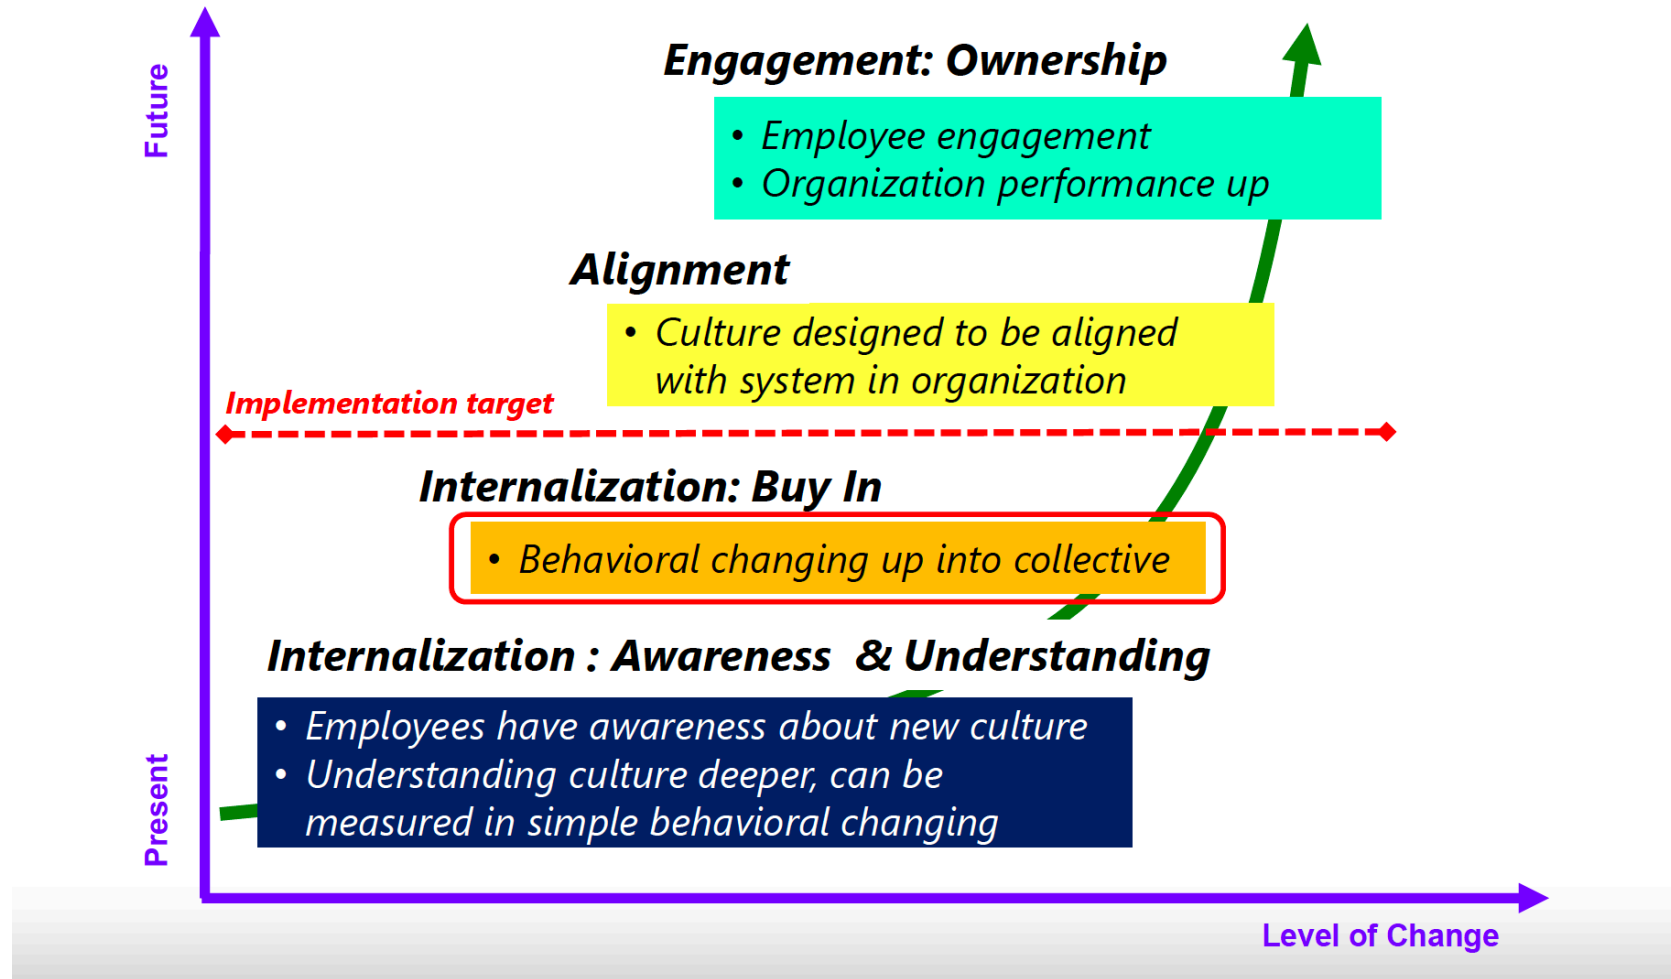 Future
Engagement: Ownership
• Employee engagement
• Organization performance up
Alignment
• Culture designed to be aligned
with system in organization
Implementation target
Internalization: Buy In
• Behavioral changing up into collective
Internalization : Awareness & Understanding
• Employees have awareness about new culture
• Understanding culture deeper, can be
measured in simple behavioral changing
Present
Level of Change